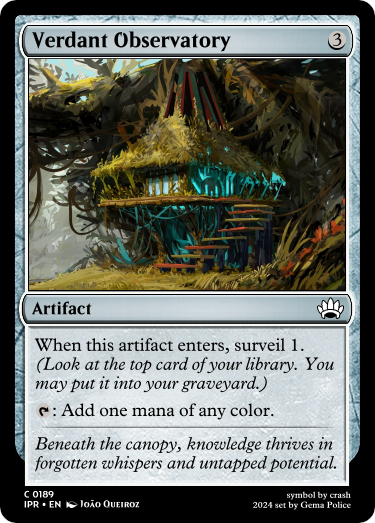 Verdant Observatory 3
Artifact
When this artifact enters, surveil 1.
(Look at the top card of your library. You
may put it into your graveyard.)
: Add one mana of any color.
Beneath the canopy, knowledge thrives in
forgotten whispers and untapped potential.
C 0189 symbol by crash
IPR • EN João Queiroz 2024 set by Gema Police